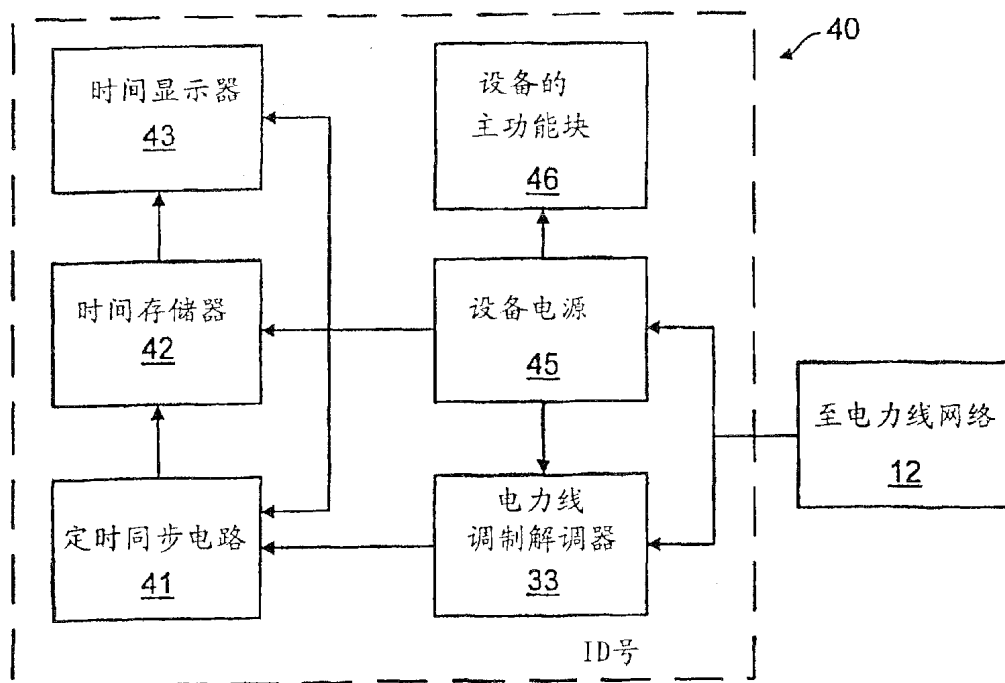 40
时间显示器
43
设备的
主功能块
46
时间存储器
42
设备电源
45
至电力线网络
12
定时同步电路
41
电力线
调制解调器
33
ID号